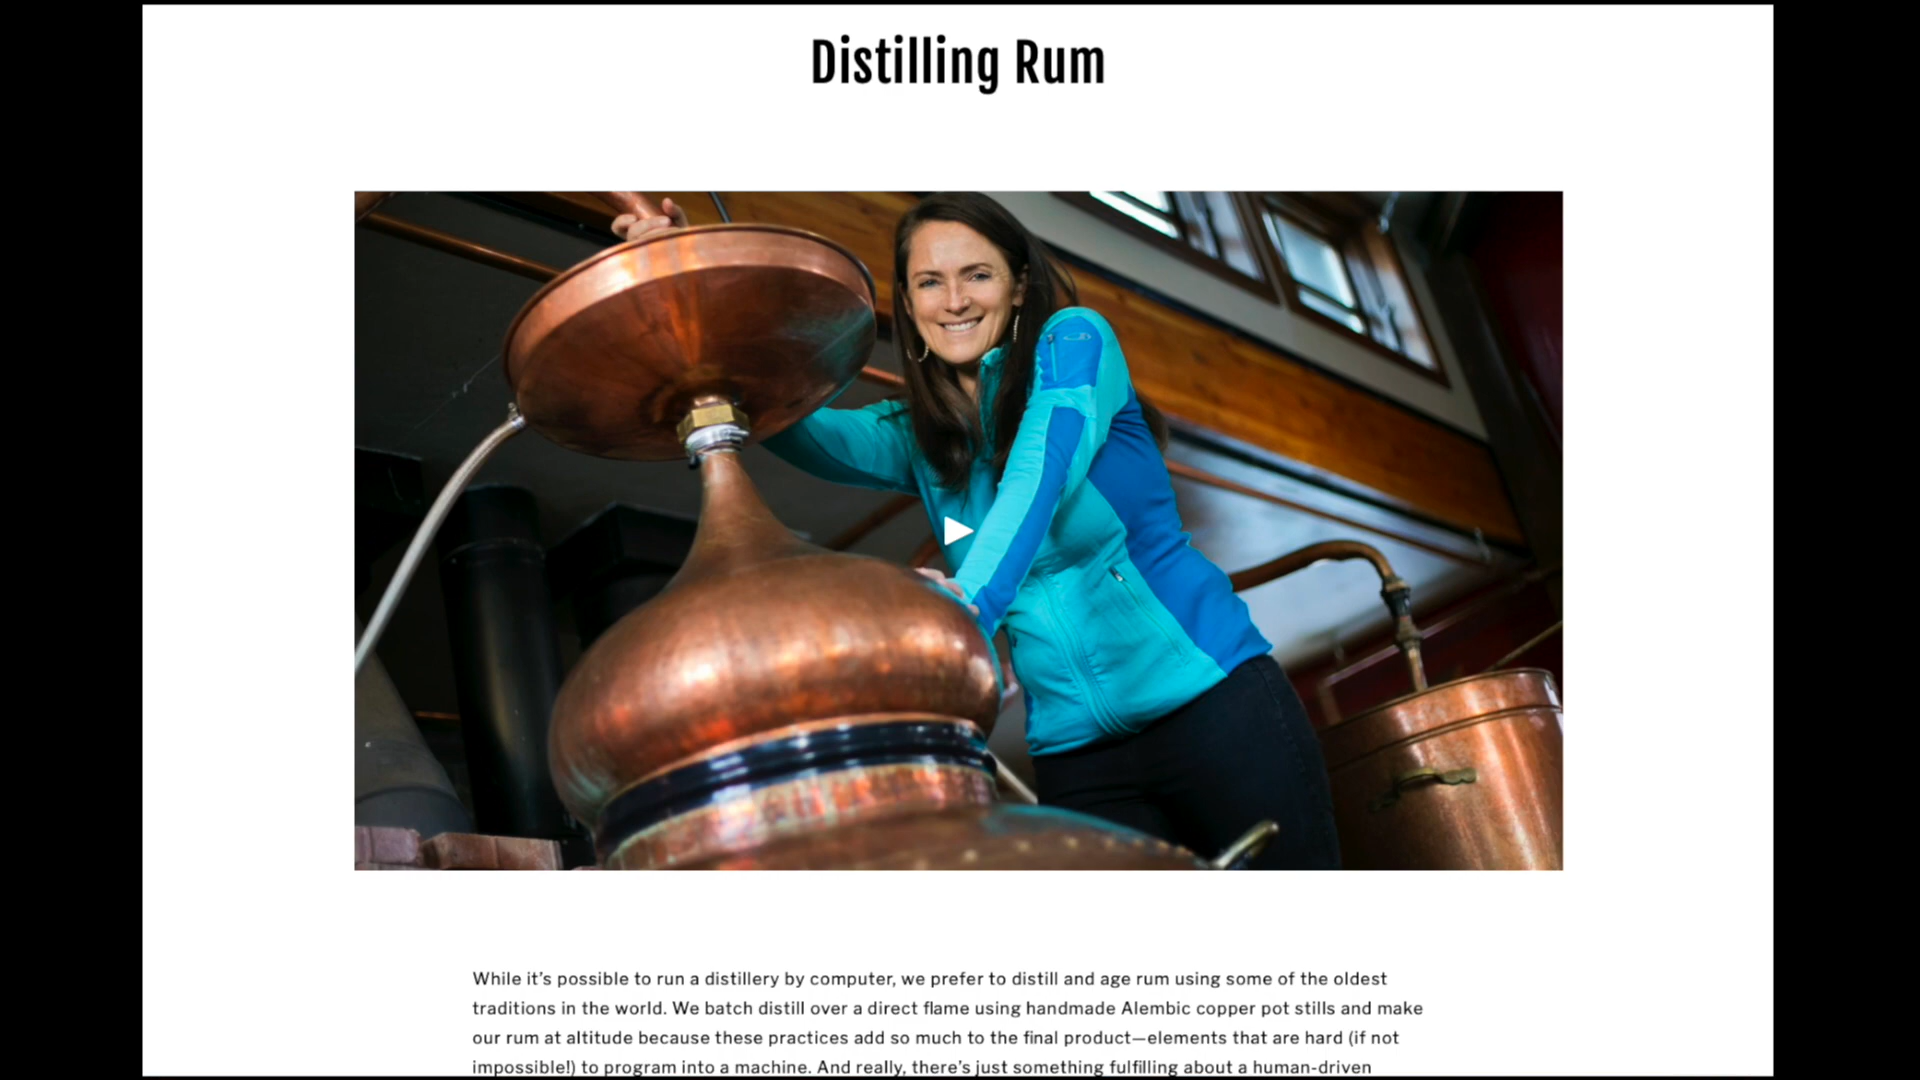 Distilling Rum
While it’s possible to run a distillery by computer, we prefer to distill and age rum using some of the oldest
traditions in the world. We batch distill over a direct flame using handmade Alembic copper pot stills and make
our rum at altitude because these practices add so much to the final product—elements that are hard (if not
impossible!) to program into a machine. And really, there’s just something fulfilling about a human-driven